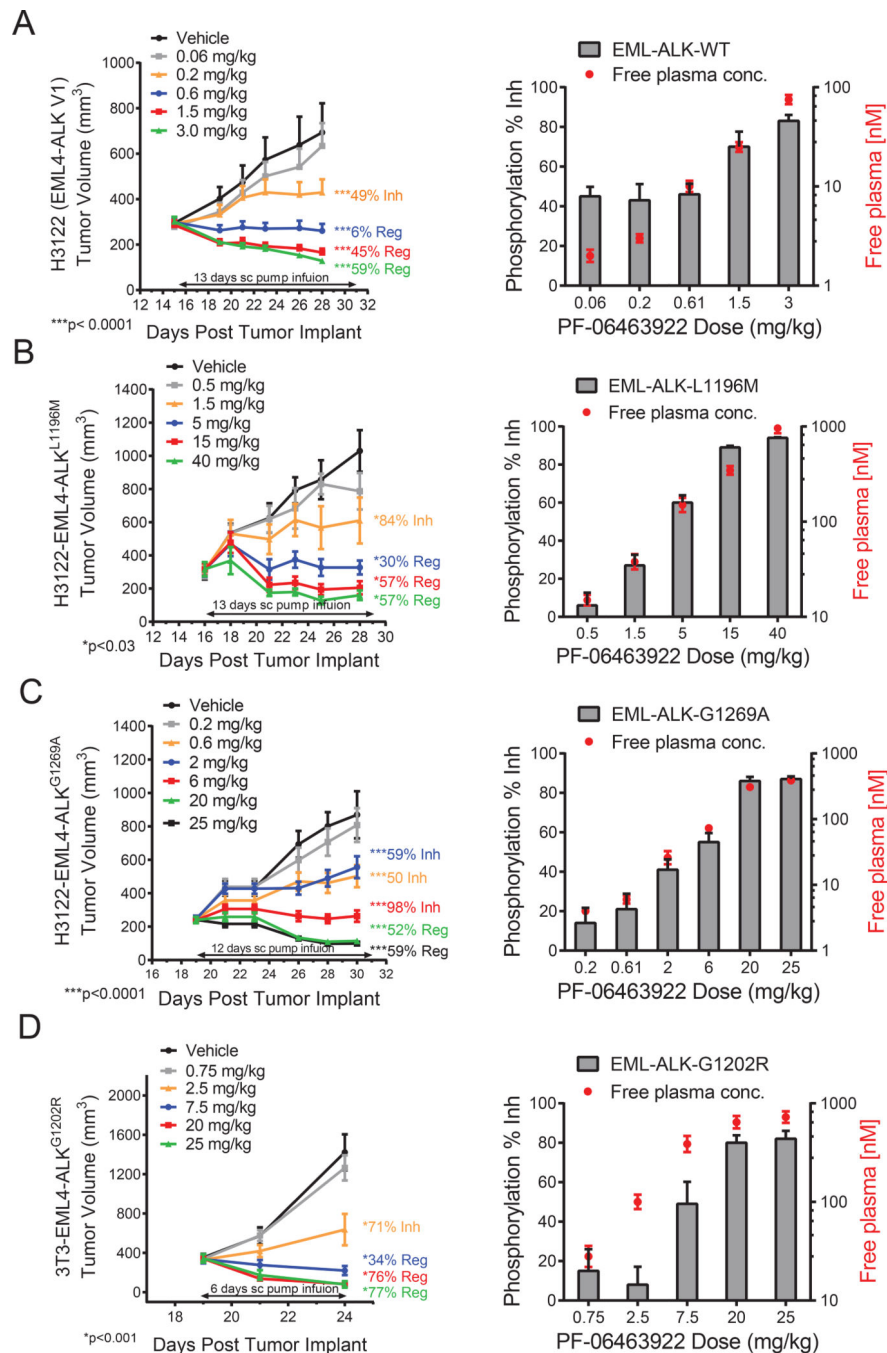 A
H3122 (EML4-ALK V1)
Tumor Volume (mm3)
1000
800
600
400
200
0
Vehicle
0.06 mg/kg
0.2 mg/kg
0.6 mg/kg
1.5 mg/kg
3.0 mg/kg
***49% Inh
***6% Reg
***45% Reg
***59% Reg
13 days sc pump infuion
12 14 16 18 20 22 24 26 28 30 32
***p< 0.0001
Days Post Tumor Implant
EML-ALK-WT
Free plasma conc.
Phosphorylation % Inh
100
80
60
40
20
0
100
10
1
Free plasma [nM]
0.06 0.2 0.61 1.5 3
PF-06463922 Dose (mg/kg)
B
H3122-EML4-ALKL1196M
Tumor Volume (mm3)
1400
1200
1000
800
600
400
200
0
Vehicle
0.5 mg/kg
1.5 mg/kg
5 mg/kg
15 mg/kg
40 mg/kg
*84% Inh
*30% Reg
*57% Reg
*57% Reg
13 days sc pump infuion
12 14 16 18 20 22 24 26 28 30
*p<0.03
Days Post Tumor Implant
EML-ALK-L1196M
Free plasma conc.
Phosphorylation % Inh
100
80
60
40
20
0
1000
100
10
Free plasma [nM]
0.5 1.5 5 15 40
PF-06463922 Dose (mg/kg)
C
H3122-EML4-ALKG1269A
Tumor Volume (mm3)
1400
1200
1000
800
600
400
200
0
Vehicle
0.2 mg/kg
0.6 mg/kg
2 mg/kg
6 mg/kg
20 mg/kg
25 mg/kg
***59% Inh
***50 Inh
***98% Inh
***52% Reg
***59% Reg
12 days sc pump infuion
16 18 20 22 24 26 28 30 32
***p<0.0001
Days Post Tumor Implant
EML-ALK-G1269A
Free plasma conc.
Phosphorylation % Inh
100
80
60
40
20
0
1000
100
10
1
Free plasma [nM]
0.2 0.61 2 6 20 25
PF-06463922 Dose (mg/kg)
D
3T3-EML4-ALKG1202R
Tumor Volume (mm3)
2000
1600
1200
800
400
0
Vehicle
0.75 mg/kg
2.5 mg/kg
7.5 mg/kg
20 mg/kg
25 mg/kg
*71% Inh
*34% Reg
*76% Reg
*77% Reg
6 days sc pump infuion
18 20 22 24
*p<0.001
Days Post Tumor Implant
EML-ALK-G1202R
Free plasma conc.
Phosphorylation % Inh
100
80
60
40
20
0
1000
100
10
Free plasma [nM]
0.75 2.5 7.5 20 25
PF-06463922 Dose (mg/kg)